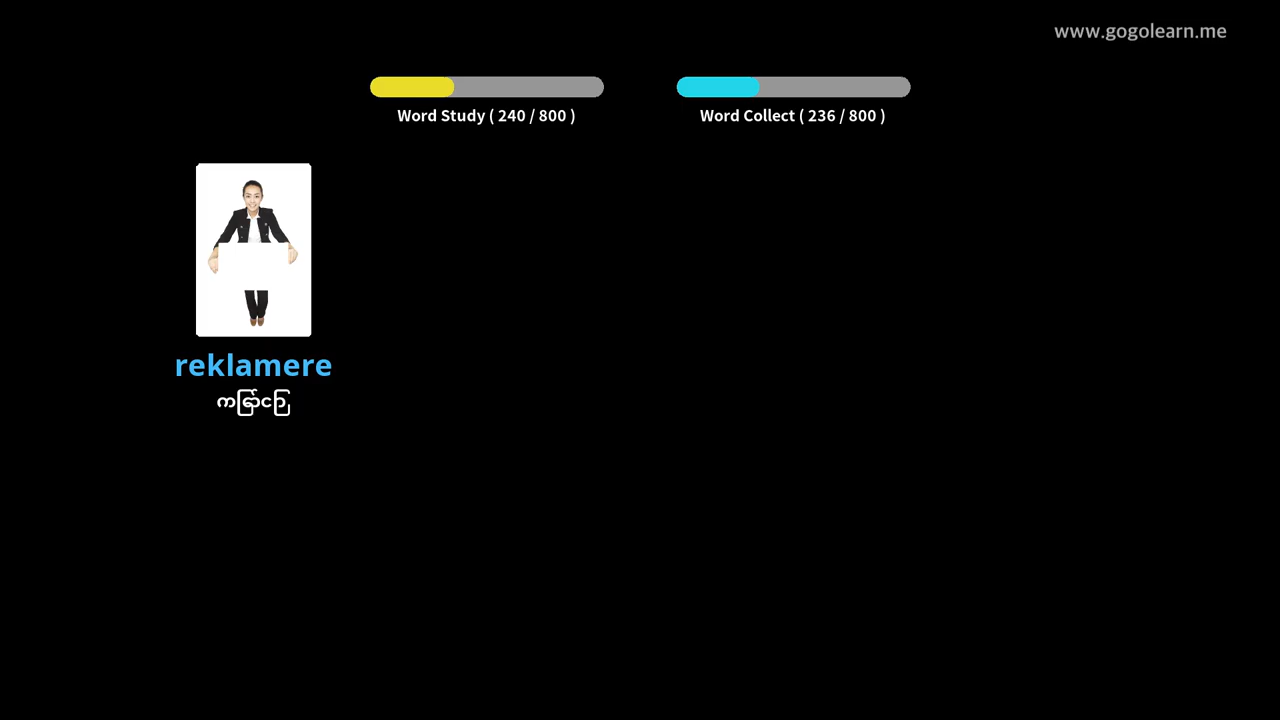 www.gogolearn.me
Word Study ( 240 / 800 )
Word Collect ( 236 / 800 )
reklamere
ကြော်ငြာ